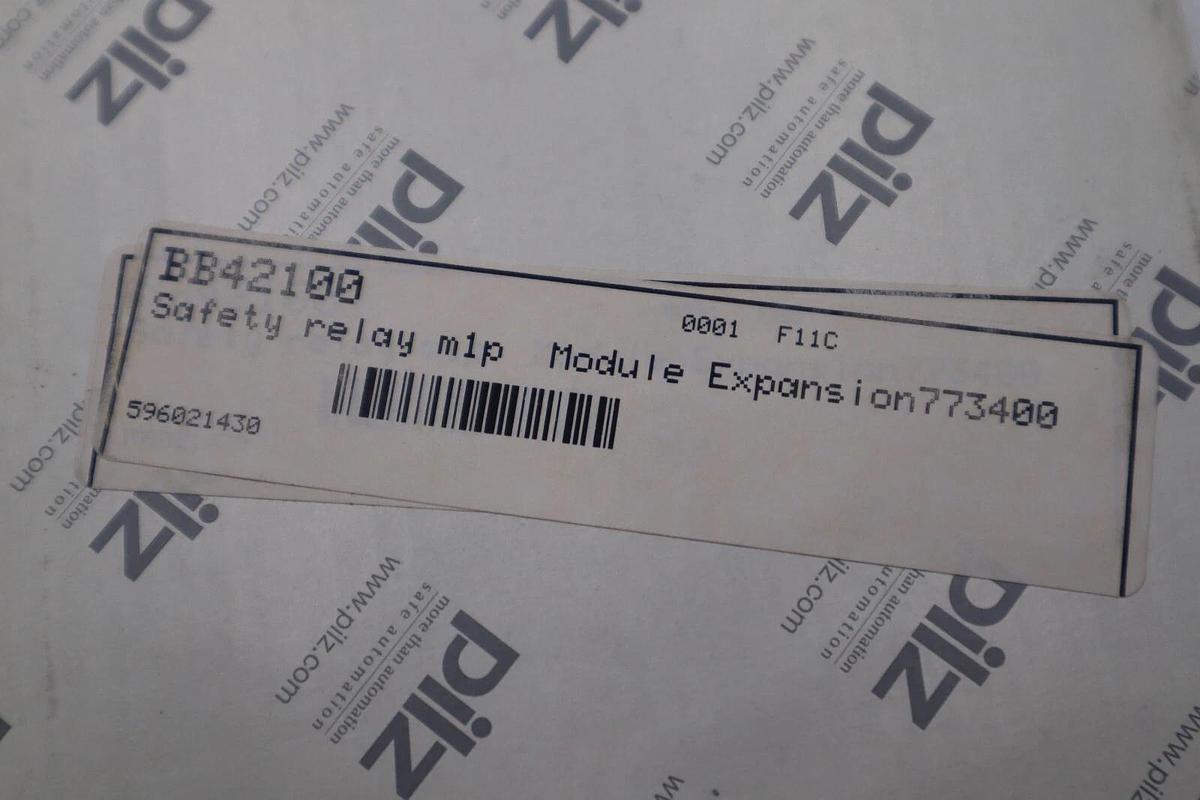 BB42100
0001 F11C
Safety relay m1p Module Expansion773400
596021430
pilz
more than automation
safe automation
www.pilz.com